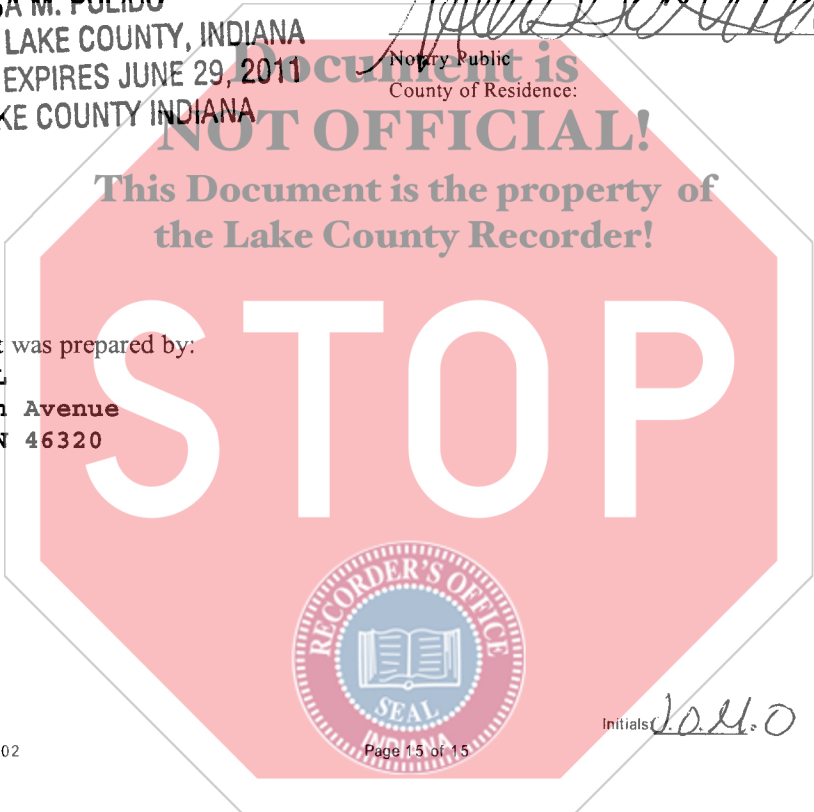 SA M. PULIDO
LAKE COUNTY, INDIANA
EXPIRES JUNE 29, 2011
KE COUNTY INDIANA
Notary Public
County of Residence:
Document is
NOT OFFICIAL!
This Document is the property of
the Lake County Recorder!
STOP
t was prepared by:
n Avenue
N 46320
RECORDER'S OFFICE
SEAL
INDIANA
Initials: J.O.M.O
02
Page 15 of 15